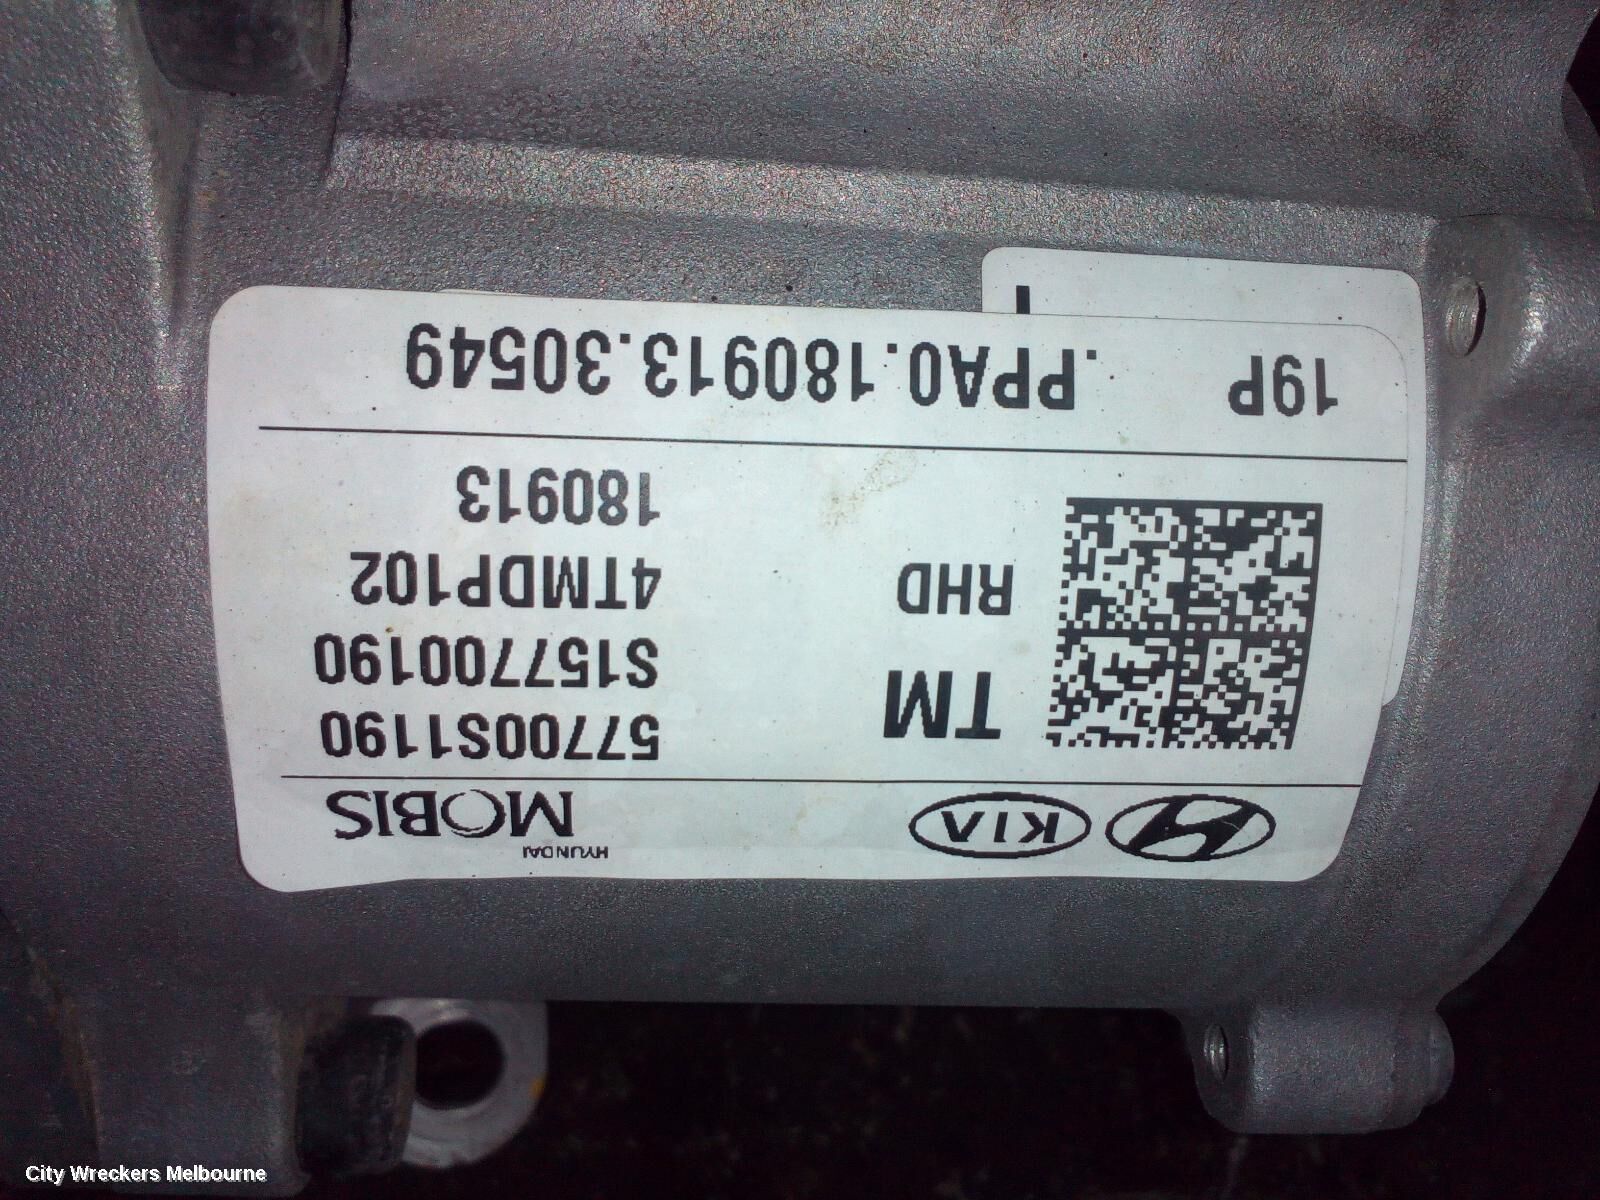 KIA
HYUNDAI
MOBIS
TM
RHD
57700S1190
S157700190
4TMDP102
180913
19P .PPA0.180913.30549
City Wreckers Melbourne